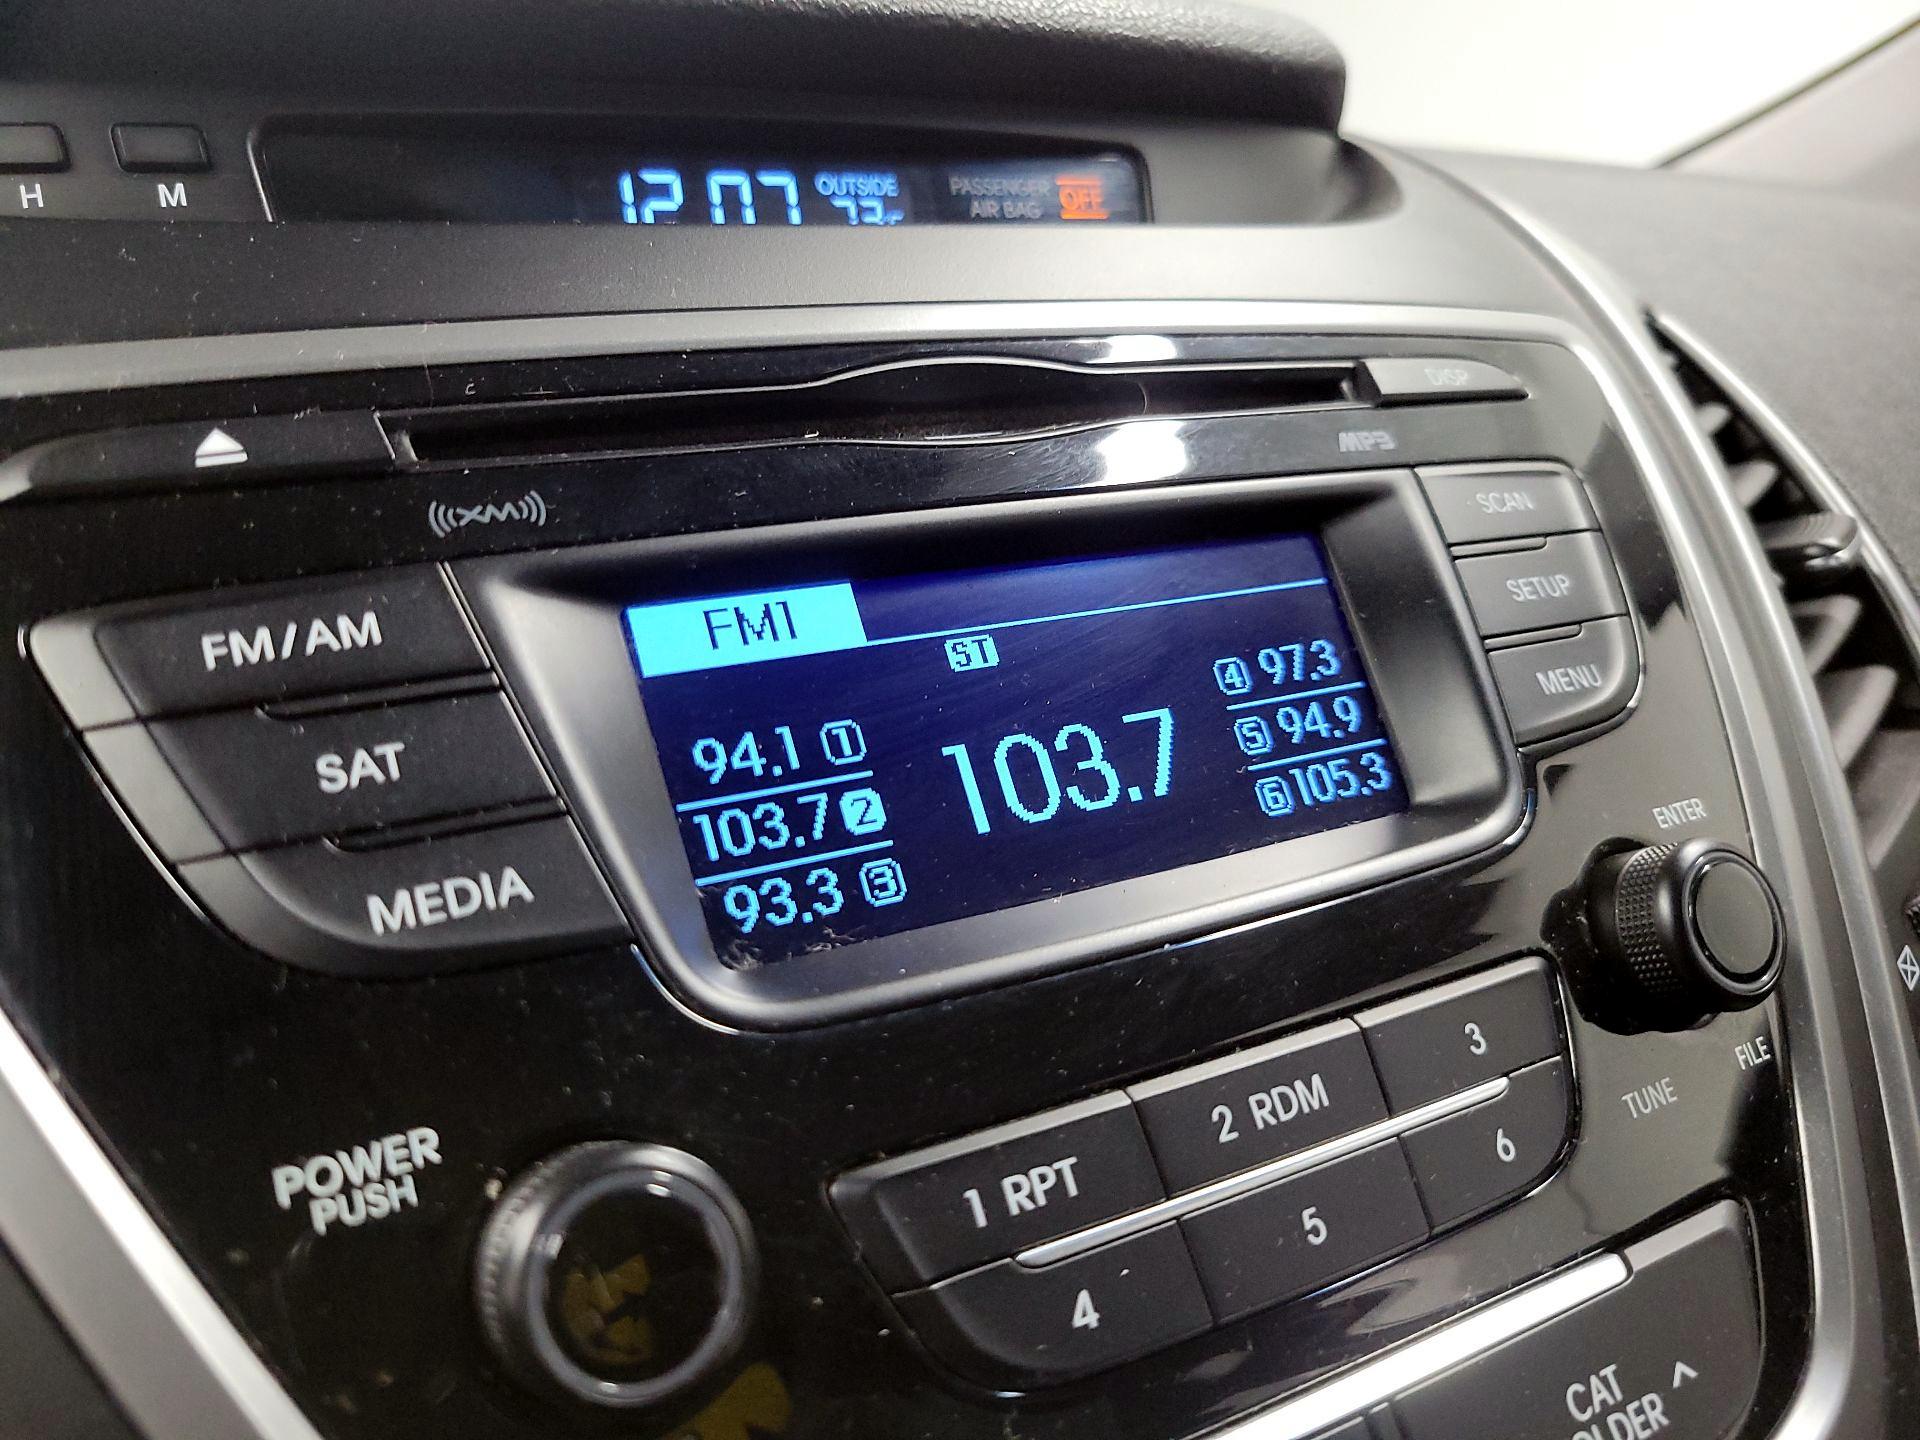 H
M
12 07
OUTSIDE
73°F
PASSENGER
AIR BAG
OFF
DISP
MP3
(((XM)))
SCAN
FM/AM
SETUP
FM1
ST
MENU
SAT
94.1 1
103.7
4 97.3
103.7 2
5 94.9
93.3 3
6 105.3
MEDIA
ENTER
3
FILE
TUNE
2 RDM
6
POWER
PUSH
1 RPT
5
4
CAT